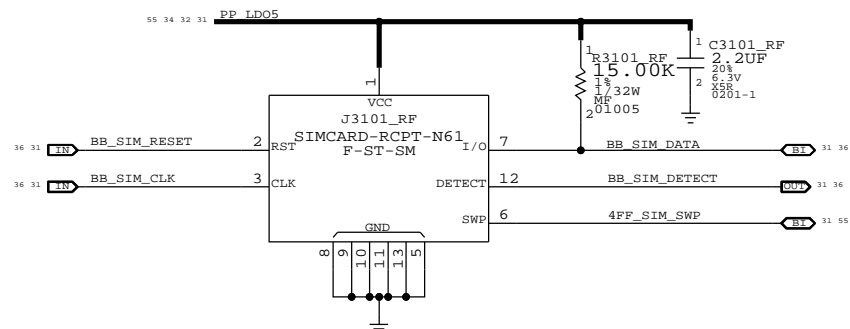 55 34 32 31 PP_LDO5
1 C3101_RF
2.2UF
20%
6.3V
X5R
0201-1
2
1
R3101_RF
15.00K
1%
1/32W
MF
01005
2
1
VCC
J3101_RF
SIMCARD-RCPT-N61
F-ST-SM
36 31 IN BB_SIM_RESET 2 RST
I/O 7 BB_SIM_DATA BI 31 36
36 31 IN BB_SIM_CLK 3 CLK
DETECT 12 BB_SIM_DETECT OUT 31 36
SWP 6 4FF_SIM_SWP BI 31 55
GND
8 9 10 11 13 5